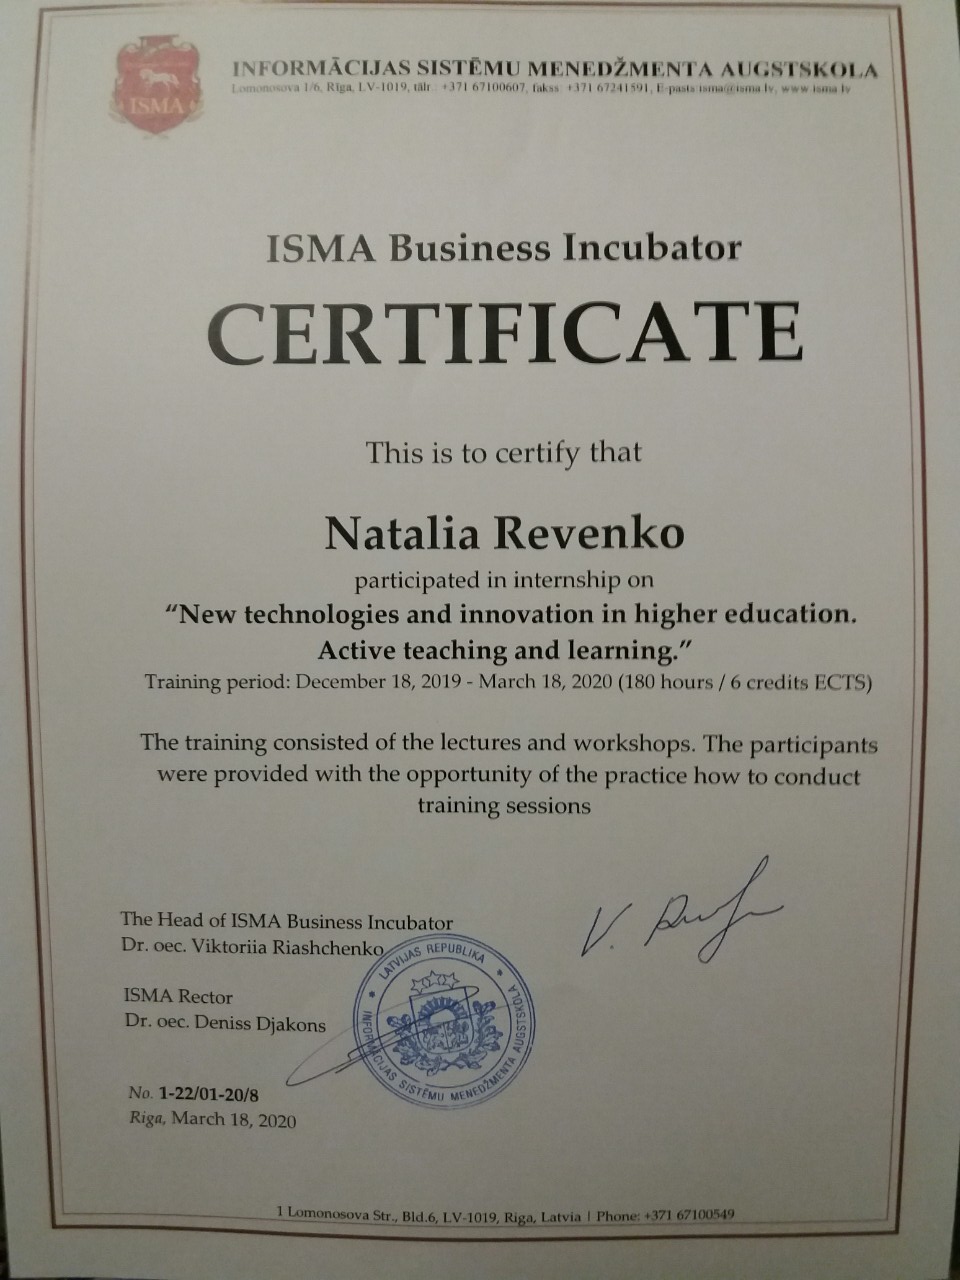 ISMA
INFORMĀCIJAS SISTĒMU MENEDŽMENTA AUGSTSKOLA
Lomonosova 1/6, Rīga, LV-1019, tālr.: +371 67100607, fakss: +371 67241591, E-pasts isma@isma.lv, www.isma.lv
ISMA Business Incubator
CERTIFICATE
This is to certify that
Natalia Revenko
participated in internship on
“New technologies and innovation in higher education.
Active teaching and learning.”
Training period: December 18, 2019 - March 18, 2020 (180 hours / 6 credits ECTS)
The training consisted of the lectures and workshops. The participants
were provided with the opportunity of the practice how to conduct
training sessions
The Head of ISMA Business Incubator
Dr. oec. Viktoriia Riashchenko
ISMA Rector
Dr. oec. Deniss Djakons
LATVIJAS REPUBLIKA
INFORMĀCIJAS SISTĒMU MENEDŽMENTA AUGSTSKOLA
No. 1-22/01-20/8
Riga, March 18, 2020
1 Lomonosova Str., Bld.6, LV-1019, Riga, Latvia | Phone: +371 67100549